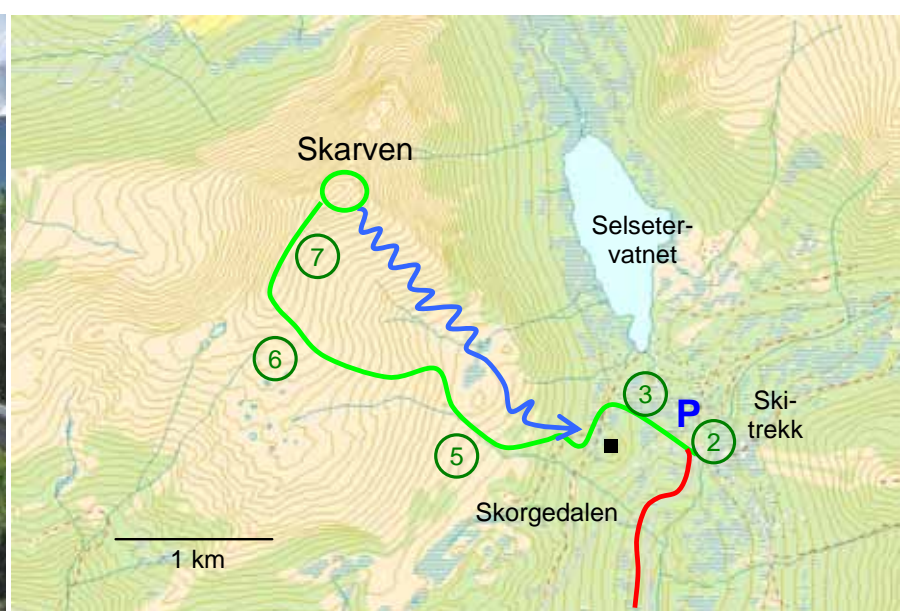 Skarven
Selseter-
vatnet
7
6
3
P
Ski-
trekk
2
5
Skorgedalen
1 km